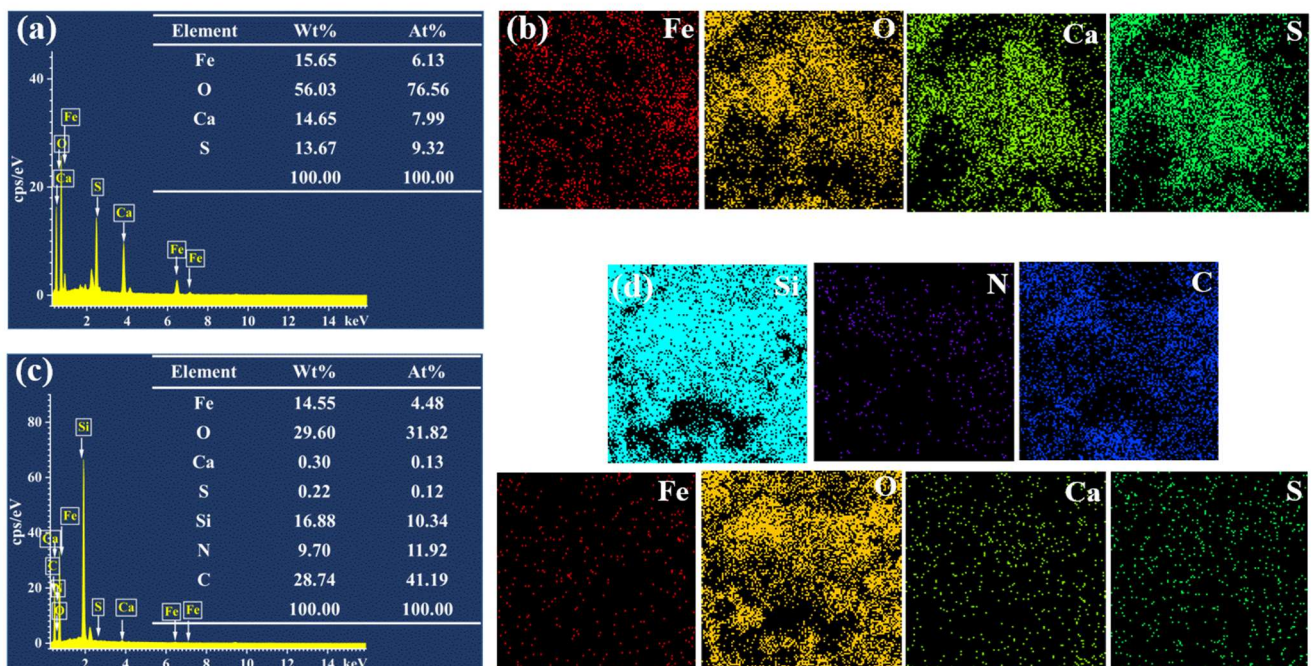 (a)
Element Wt% At%
Fe 15.65 6.13
O 56.03 76.56
Ca 14.65 7.99
S 13.67 9.32
100.00 100.00
cps/eV
40
20
0
Fe
O
Ca
S
Ca
Fe
Fe
2 4 6 8 10 12 14 keV
(b)
Fe
O
Ca
S
(c)
Element Wt% At%
Fe 14.55 4.48
O 29.60 31.82
Ca 0.30 0.13
S 0.22 0.12
Si 16.88 10.34
N 9.70 11.92
C 28.74 41.19
100.00 100.00
cps/eV
80
60
40
20
0
Si
Fe
Ca
C
N
O
S
Ca
Fe
Fe
2 4 6 8 10 12 14 keV
(d)
Si
N
C
Fe
O
Ca
S